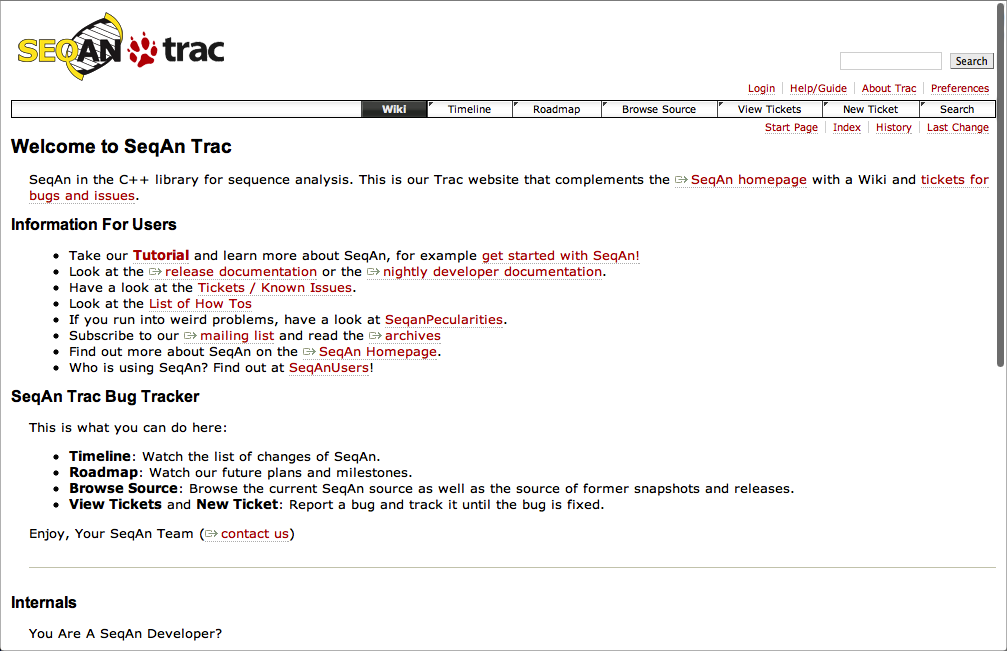 SEQAN trac
Search
Login Help/Guide About Trac Preferences
Wiki Timeline Roadmap Browse Source View Tickets New Ticket Search
Start Page Index History Last Change
Welcome to SeqAn Trac
SeqAn in the C++ library for sequence analysis. This is our Trac website that complements the SeqAn homepage with a Wiki and tickets for
bugs and issues.
Information For Users
Take our Tutorial and learn more about SeqAn, for example get started with SeqAn!
Look at the release documentation or the nightly developer documentation.
Have a look at the Tickets / Known Issues.
Look at the List of How Tos
If you run into weird problems, have a look at SeqanPecularities.
Subscribe to our mailing list and read the archives
Find out more about SeqAn on the SeqAn Homepage.
Who is using SeqAn? Find out at SeqAnUsers!
SeqAn Trac Bug Tracker
This is what you can do here:
Timeline: Watch the list of changes of SeqAn.
Roadmap: Watch our future plans and milestones.
Browse Source: Browse the current SeqAn source as well as the source of former snapshots and releases.
View Tickets and New Ticket: Report a bug and track it until the bug is fixed.
Enjoy, Your SeqAn Team (contact us)
Internals
You Are A SeqAn Developer?